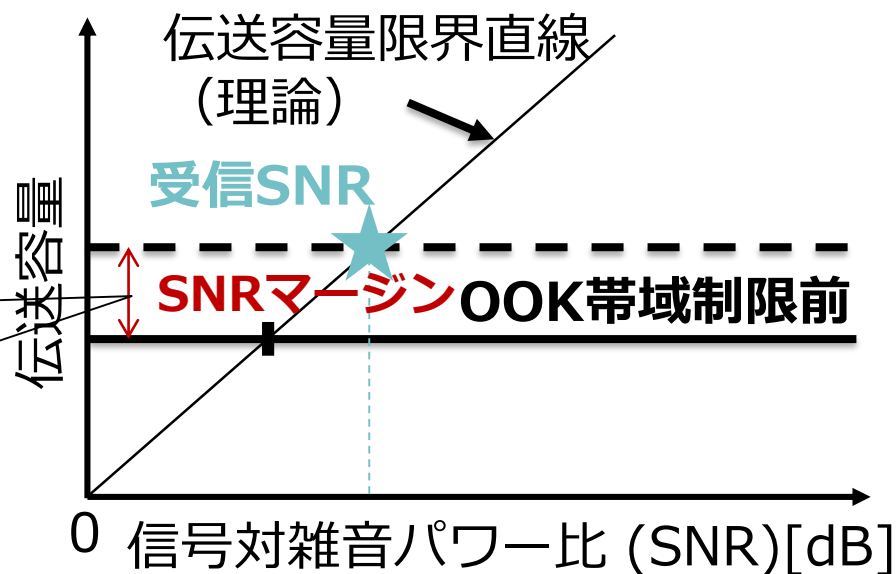 伝送容量限界直線
（理論）
受信SNR
伝送容量
SNRマージン
OOK帯域制限前
0
信号対雑音パワー比 (SNR)[dB]